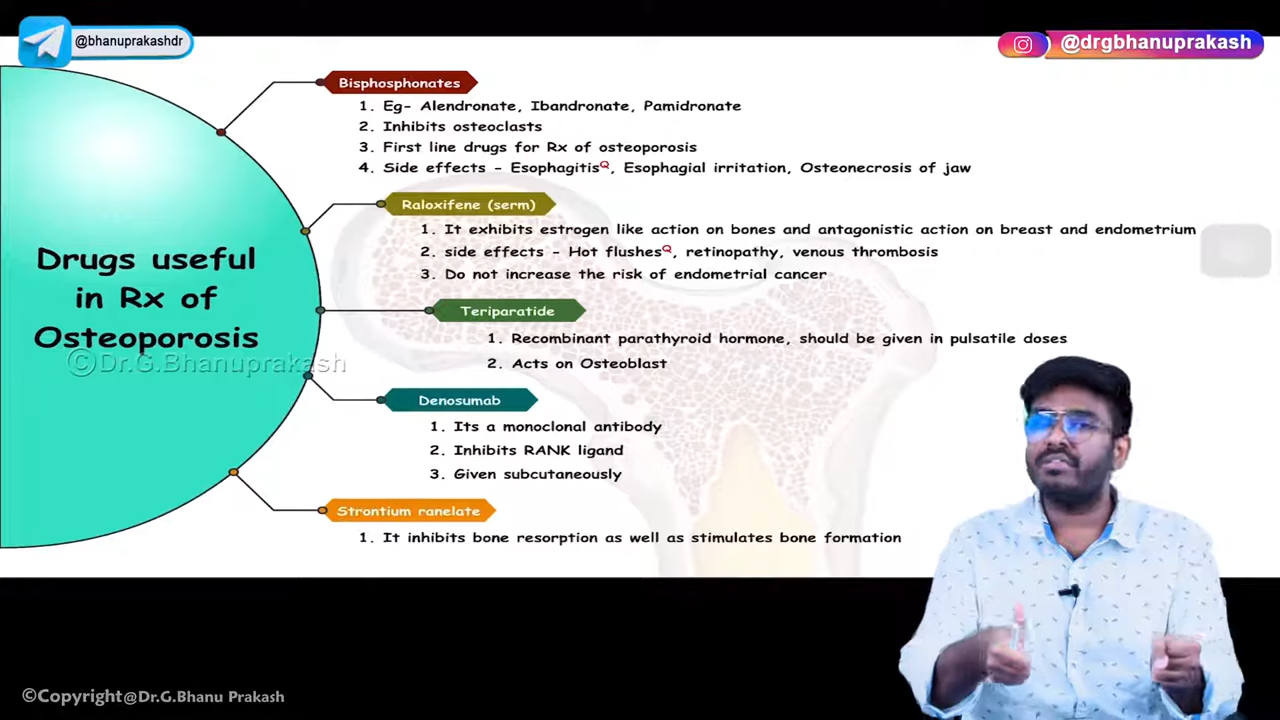 @bhanuprakashdr
@drgbhanuprakash
Drugs useful
in Rx of
Osteoporosis
©Dr.G.Bhanuprakash
Bisphosphonates
1. Eg- Alendronate, Ibandronate, Pamidronate
2. Inhibits osteoclasts
3. First line drugs for Rx of osteoporosis
4. Side effects - EsophagitisQ, Esophagial irritation, Osteonecrosis of jaw
Raloxifene (serm)
1. It exhibits estrogen like action on bones and antagonistic action on breast and endometrium
2. side effects - Hot flushesQ, retinopathy, venous thrombosis
3. Do not increase the risk of endometrial cancer
Teriparatide
1. Recombinant parathyroid hormone, should be given in pulsatile doses
2. Acts on Osteoblast
Denosumab
1. Its a monoclonal antibody
2. Inhibits RANK ligand
3. Given subcutaneously
Strontium ranelate
1. It inhibits bone resorption as well as stimulates bone formation
©Copyright@Dr.G.Bhanu Prakash